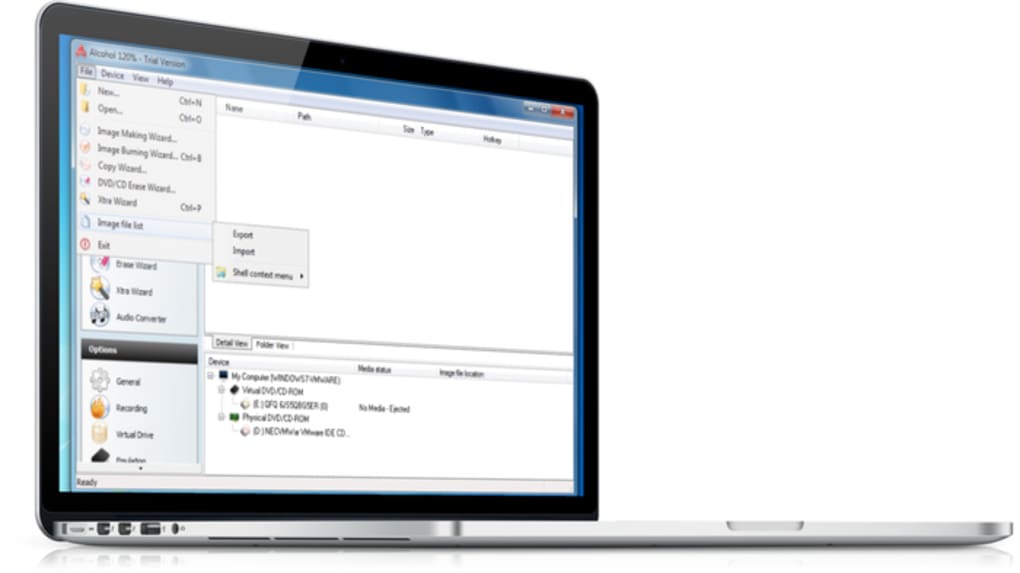 Alcohol 120% - Trial Version
File Device View Help
New... Ctrl+N
Open... Ctrl+O
Image Making Wizard...
Image Burning Wizard... Ctrl+B
Copy Wizard...
DVD/CD Erase Wizard...
Xtra Wizard Ctrl+P
Image file list
Exit
Export
Import
Shell context menu
Name Path Size Type Hotkey
Erase Wizard
Xtra Wizard
Audio Converter
Options
General
Recording
Virtual Drive
Emulation
Detail View Folder View
Device Media status Image file location
My Computer (WINDOWS7-VMWARE)
Virtual DVD/CD-ROM
(E:) No Media - Ejected
Physical DVD/CD-ROM
(D:) NECVMWar VMware IDE CD...
Ready